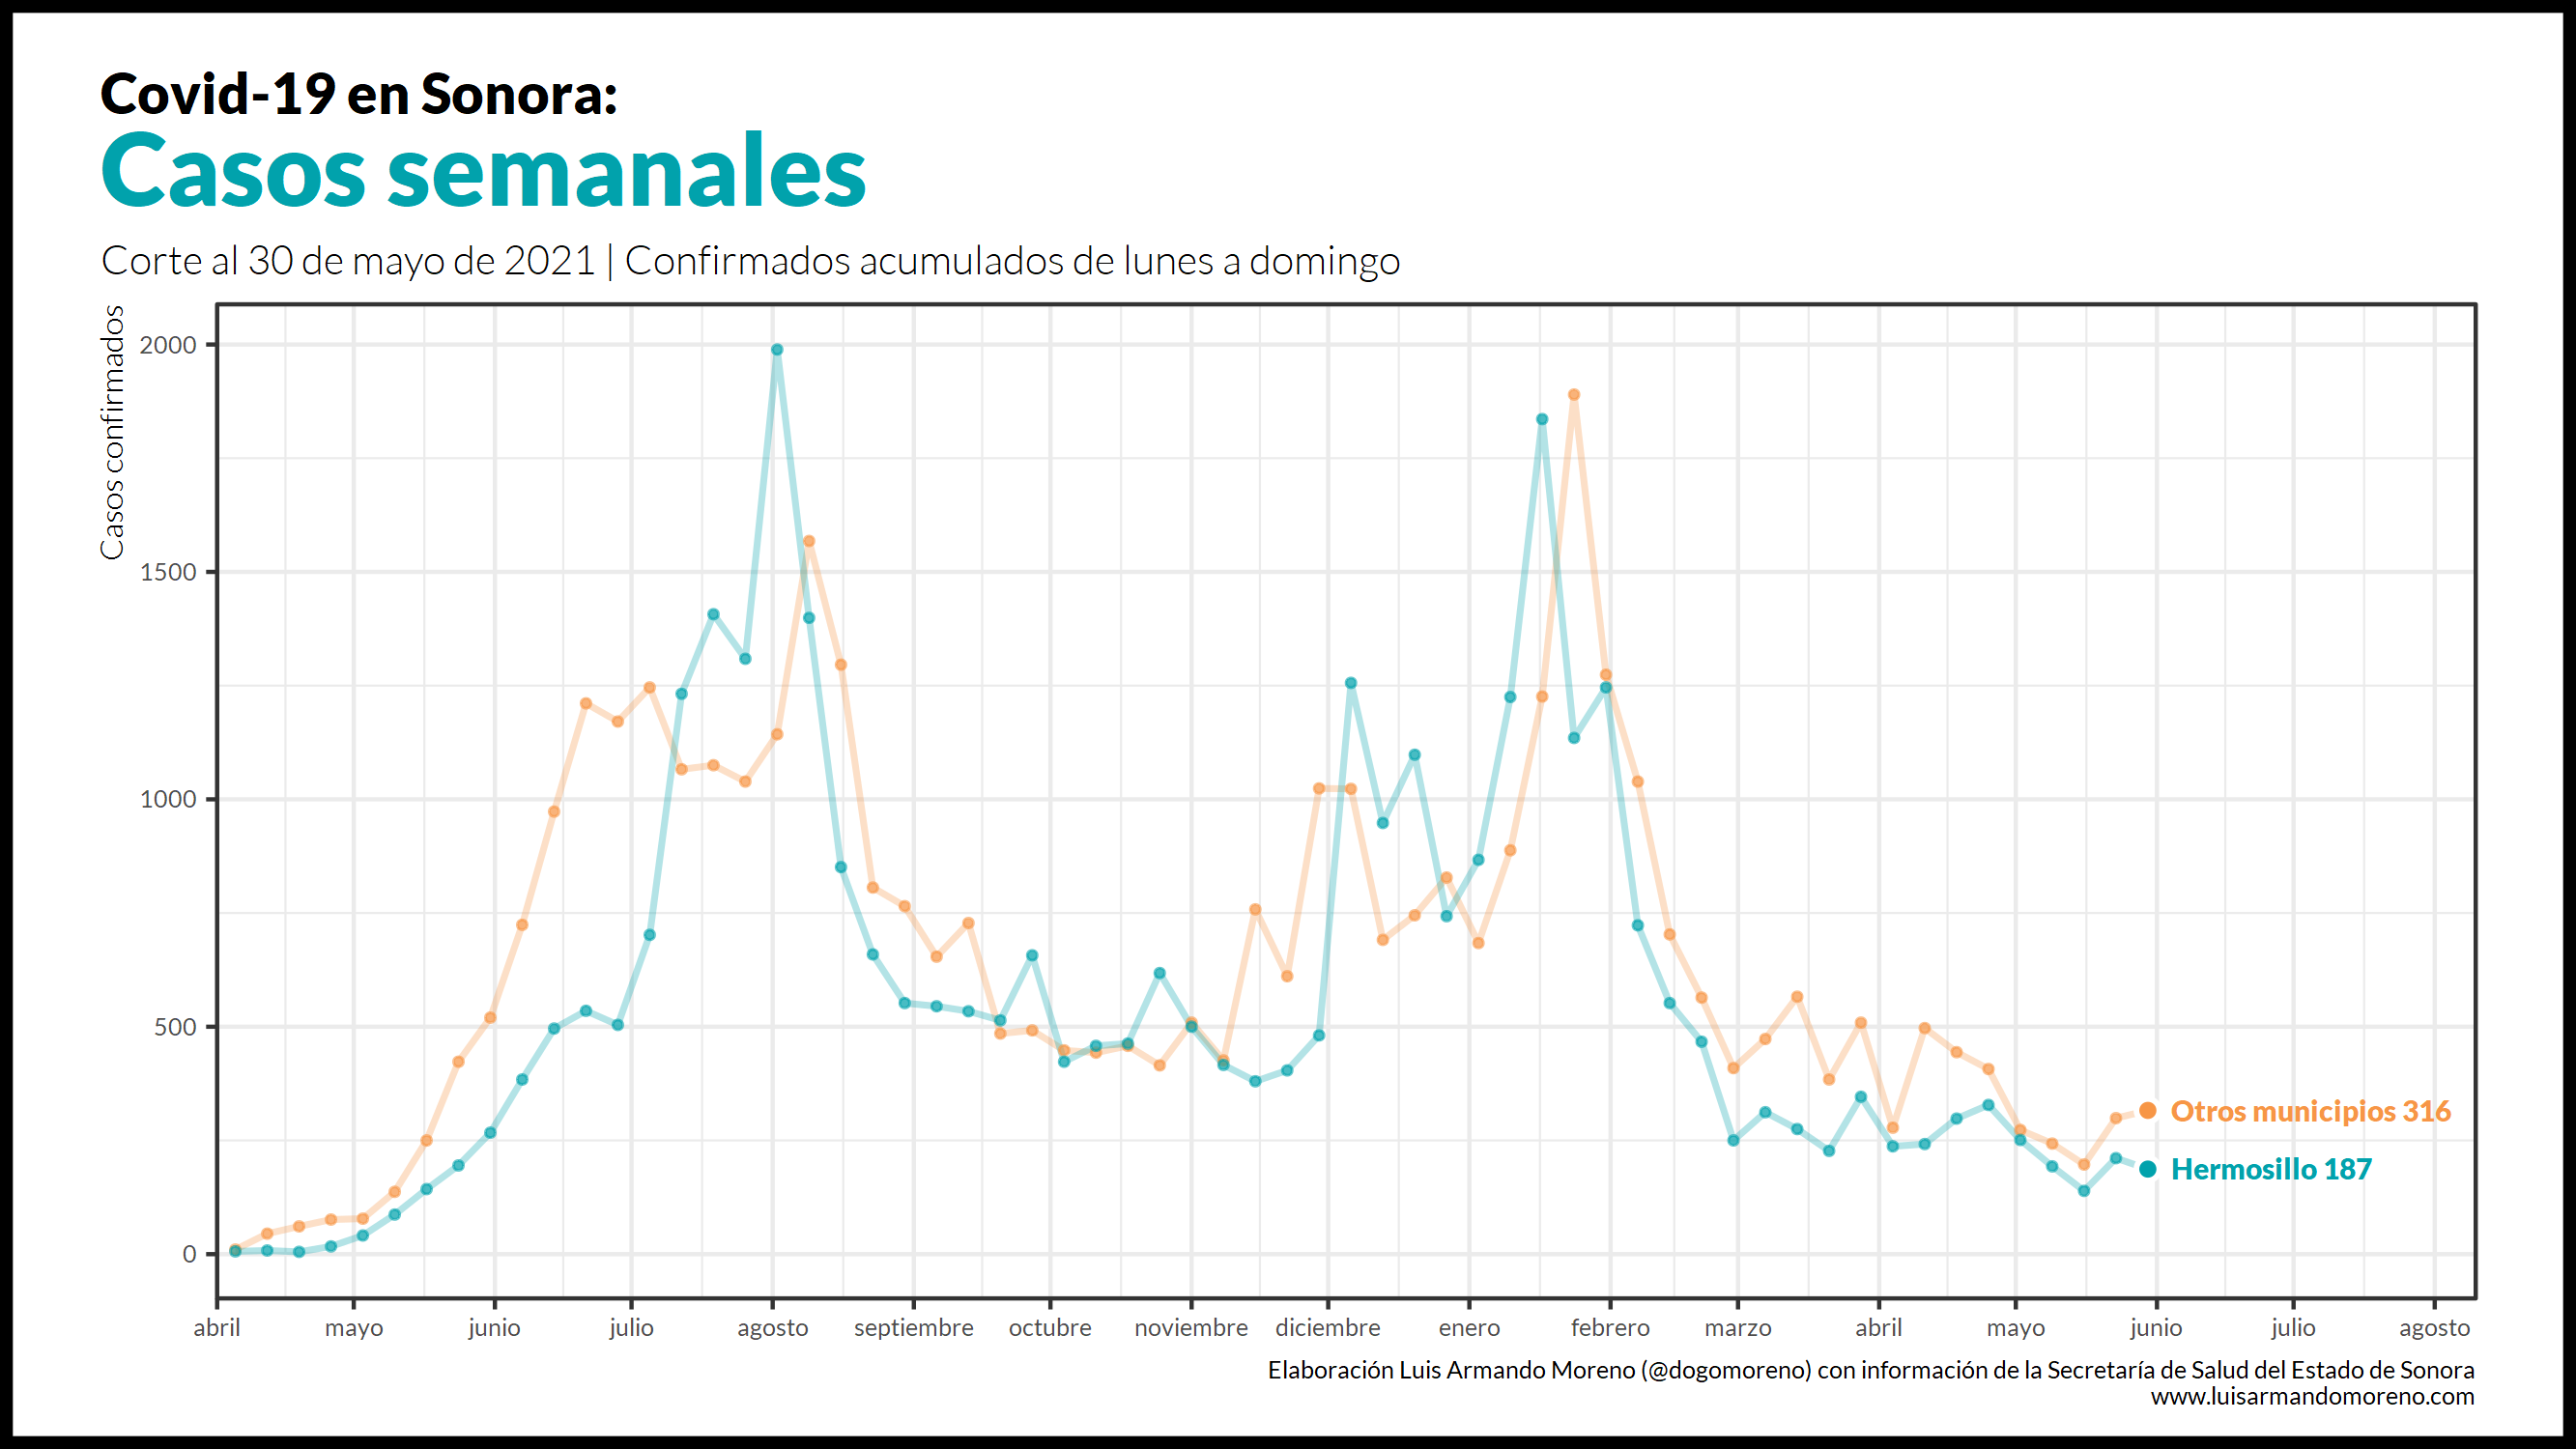 Covid-19 en Sonora:
Casos semanales
Corte al 30 de mayo de 2021 | Confirmados acumulados de lunes a domingo
Casos confirmados
2000
1500
1000
500
0
Otros municipios 316
Hermosillo 187
abril mayo junio julio agosto septiembre octubre noviembre diciembre enero febrero marzo abril mayo junio julio agosto
Elaboración Luis Armando Moreno (@dogomoreno) con información de la Secretaría de Salud del Estado de Sonora
www.luisarmandomoreno.com